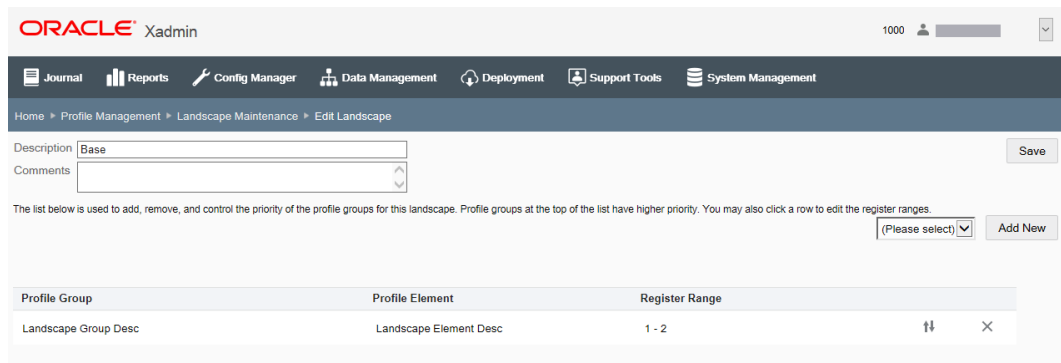 ORACLE Xadmin
1000
Journal Reports Config Manager Data Management Deployment Support Tools System Management
Home Profile Management Landscape Maintenance Edit Landscape
Description Base
Save
Comments
The list below is used to add, remove, and control the priority of the profile groups for this landscape. Profile groups at the top of the list have higher priority. You may also click a row to edit the register ranges.
(Please select) Add New
Profile Group Profile Element Register Range
Landscape Group Desc Landscape Element Desc 1 - 2